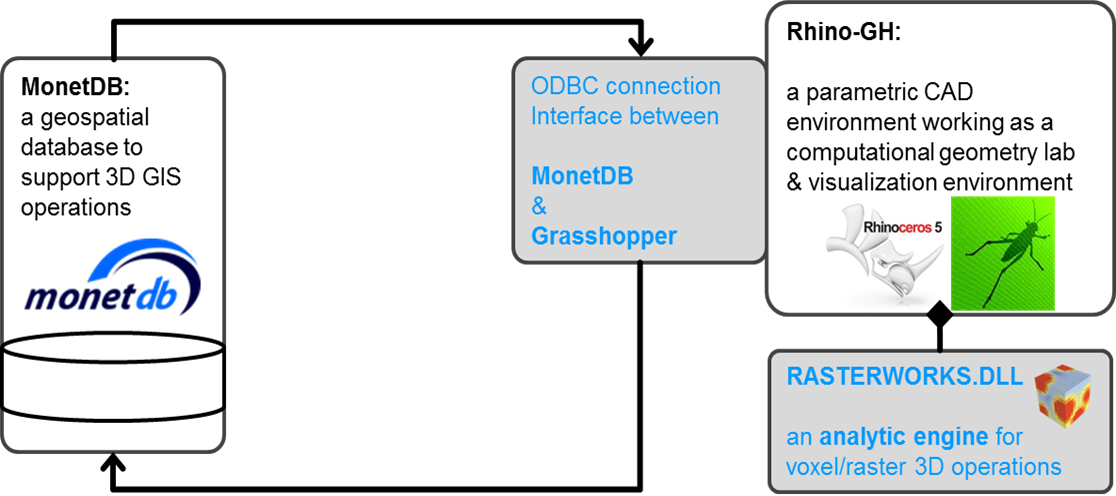 MonetDB:
a geospatial
database to
support 3D GIS
operations
monetdb
ODBC connection
Interface between
MonetDB
&
Grasshopper
Rhino-GH:
a parametric CAD
environment working as a
computational geometry lab
& visualization environment
Rhinoceros 5
RASTERWORKS.DLL
an analytic engine for
voxel/raster 3D operations